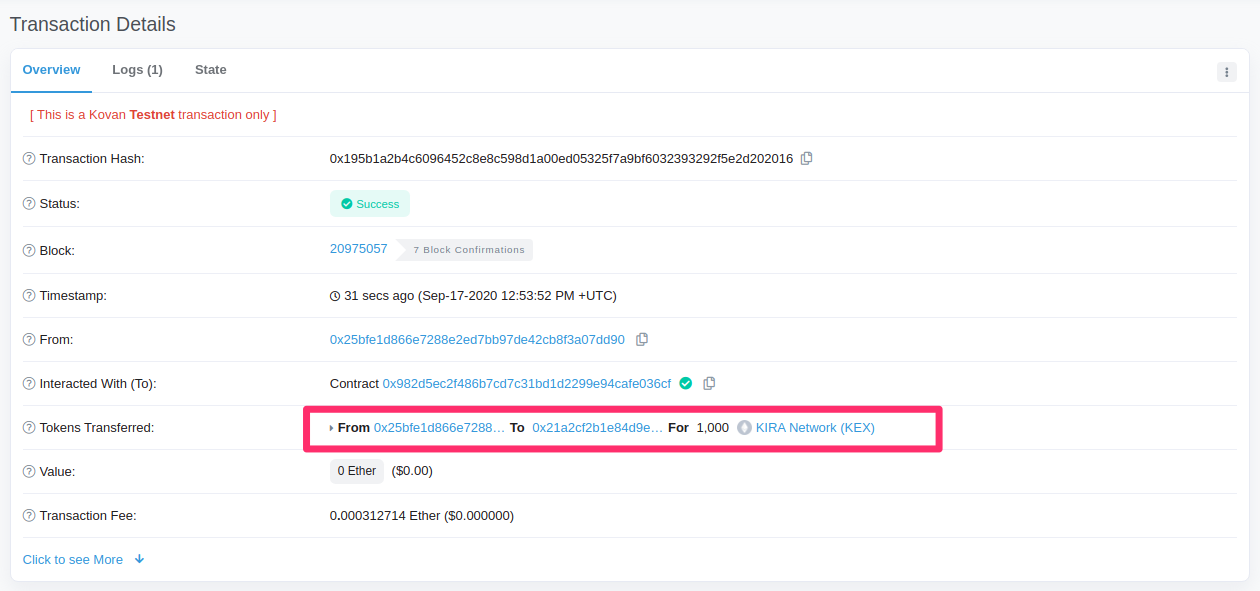 Transaction Details
Overview Logs (1) State
[ This is a Kovan Testnet transaction only ]
Transaction Hash: 0x195b1a2b4c6096452c8e8c598d1a00ed05325f7a9bf6032393292f5e2d202016
Status: Success
Block: 20975057 7 Block Confirmations
Timestamp: 31 secs ago (Sep-17-2020 12:53:52 PM +UTC)
From: 0x25bfe1d866e7288e2ed7bb97de42cb8f3a07dd90
Interacted With (To): Contract 0x982d5ec2f486b7cd7c31bd1d2299e94cafe036cf
Tokens Transferred: From 0x25bfe1d866e7288... To 0x21a2cf2b1e84d9e... For 1,000 KIRA Network (KEX)
Value: 0 Ether ($0.00)
Transaction Fee: 0.000312714 Ether ($0.000000)
Click to see More